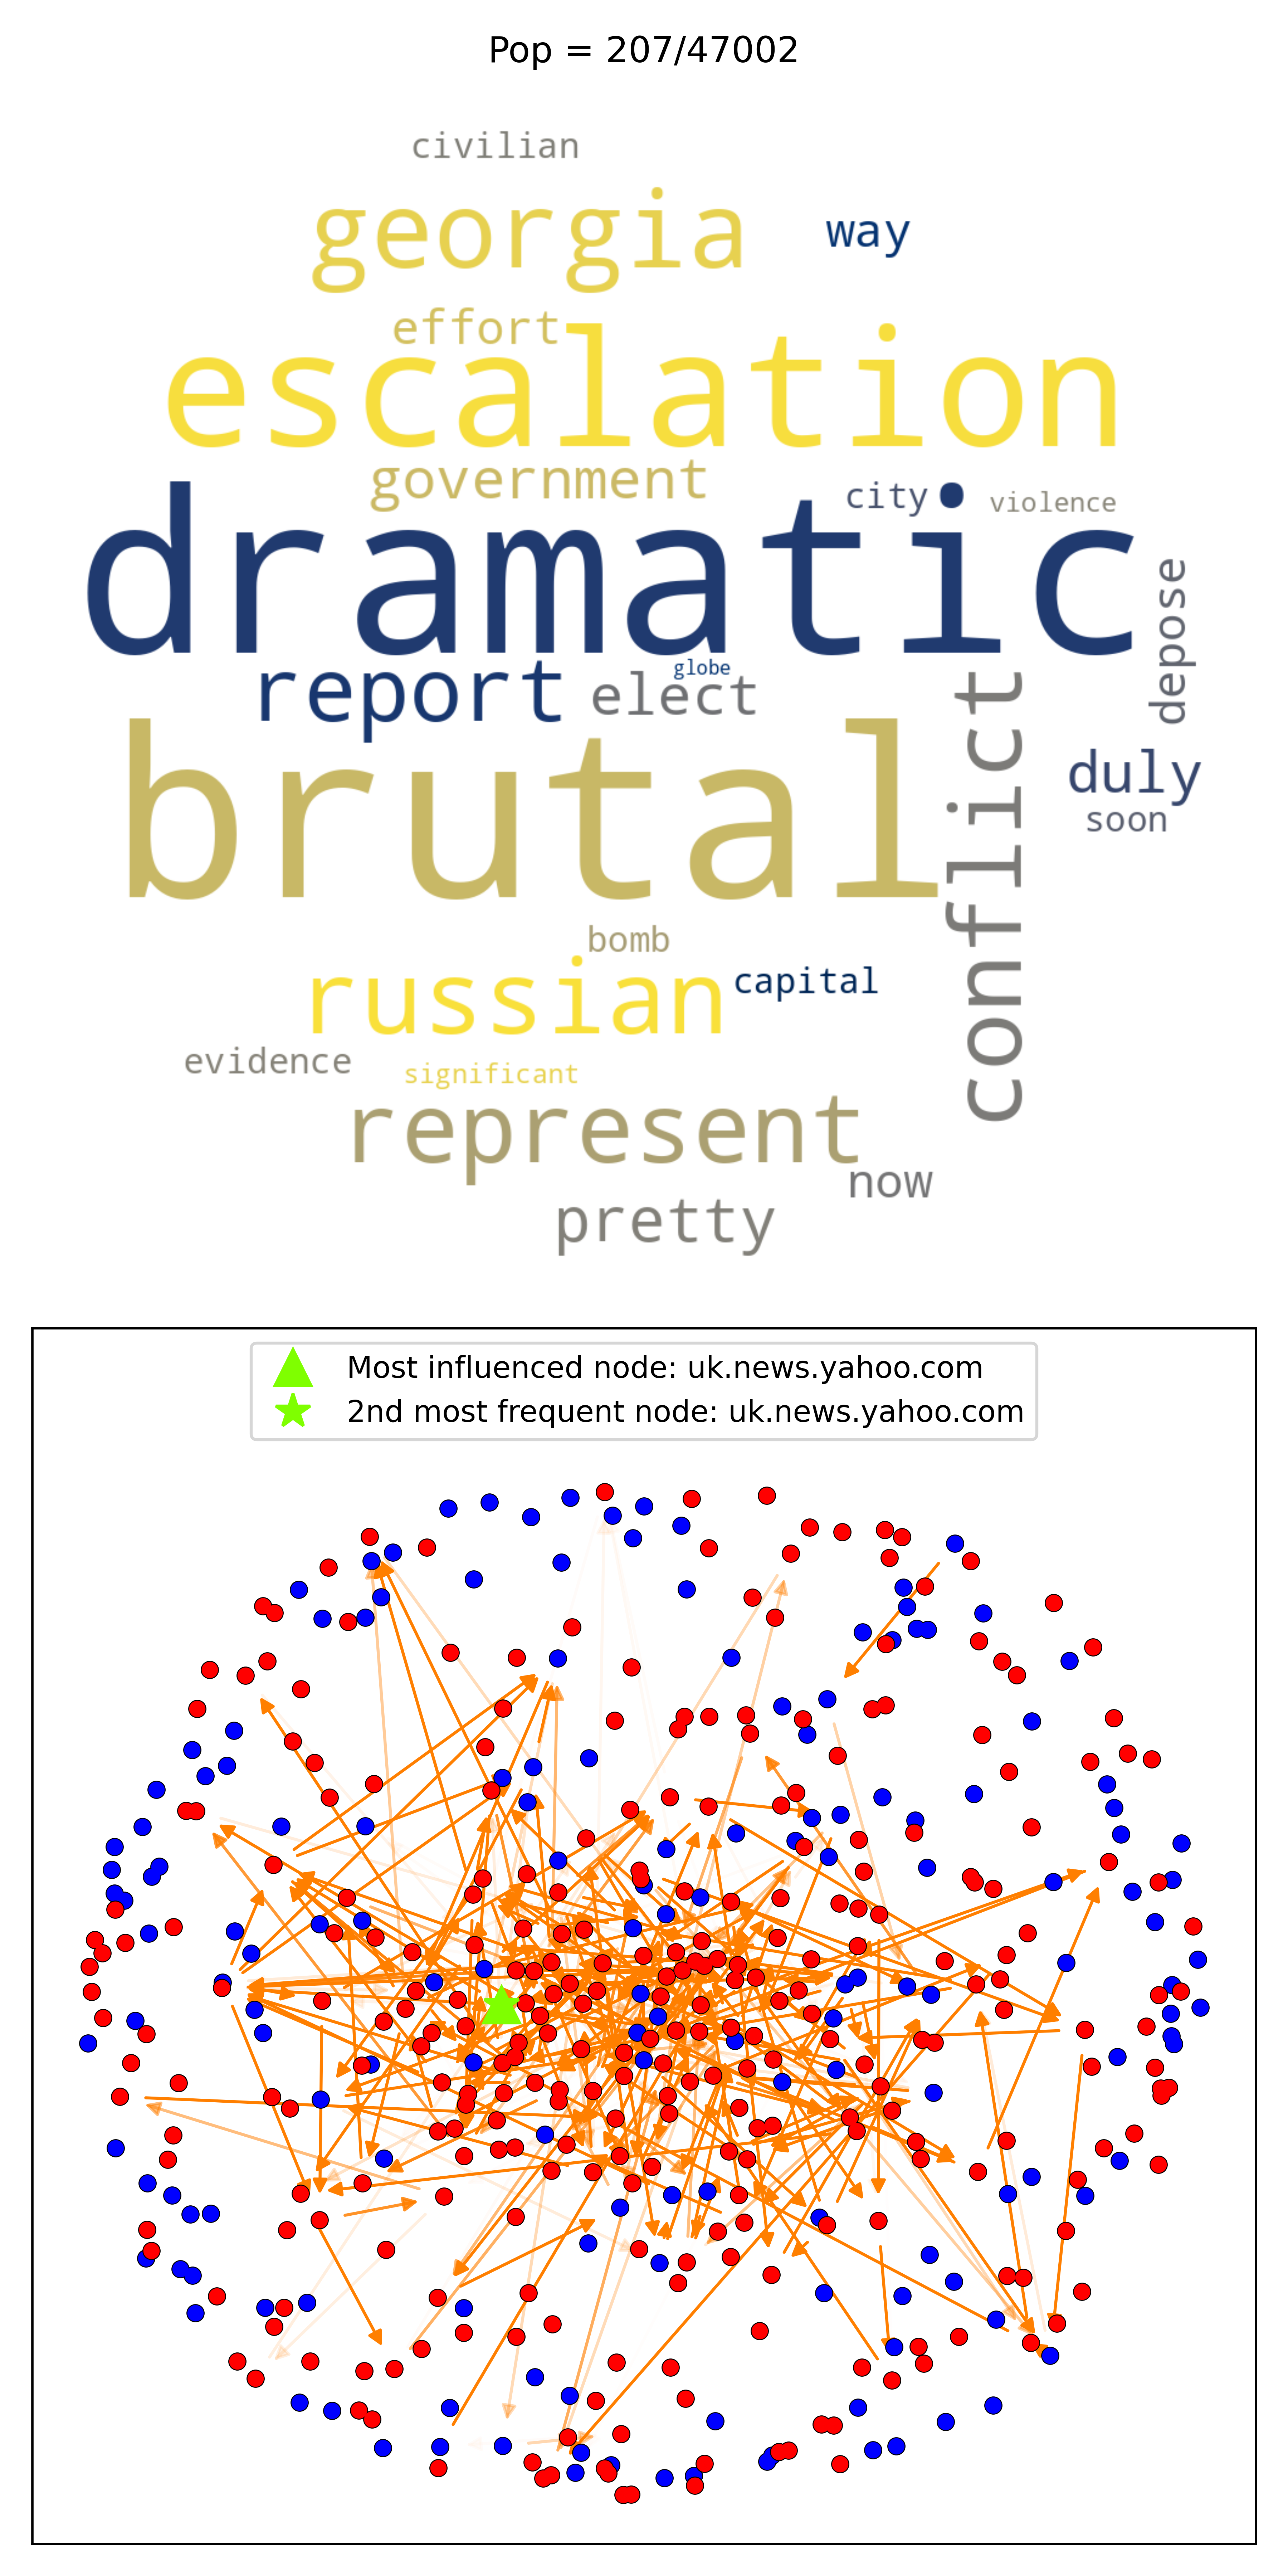 Pop = 207/47002
civilian
georgia
way
effort
escalation
government
city
violence
dramatic
depose
report
globe
elect
conflict
duly
soon
brutal
bomb
russian
capital
evidence
significant
represent
now
pretty
Most influenced node: uk.news.yahoo.com
2nd most frequent node: uk.news.yahoo.com